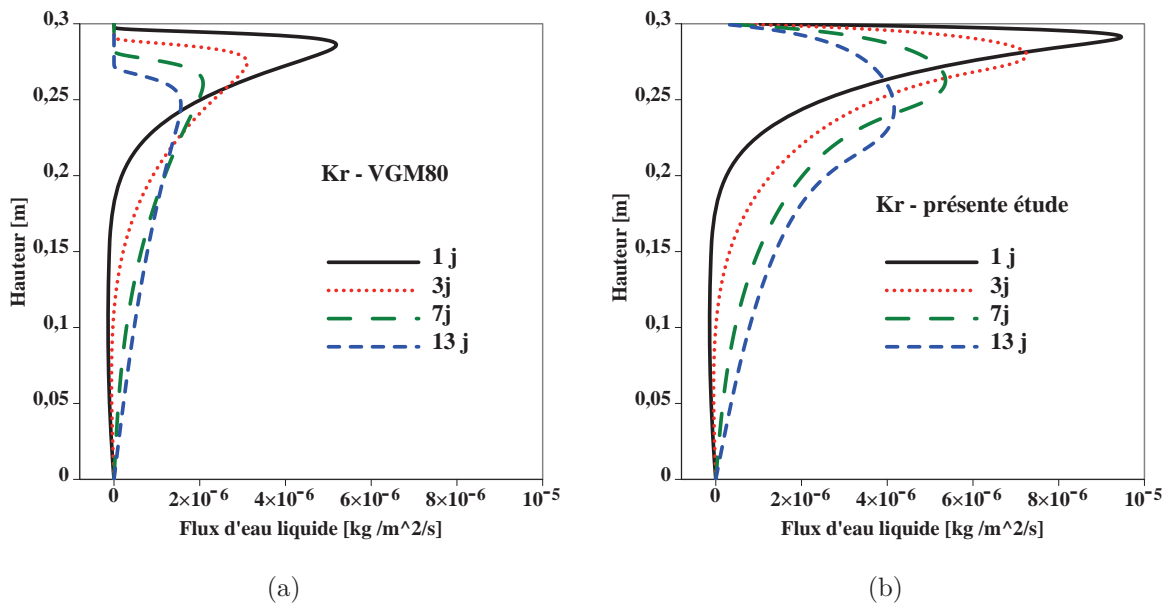 0,3
0,25
0,2
0,15
0,1
0,05
0
Hauteur [m]
Kr - VGM80
1 j
3j
7j
13 j
0
2×10⁻⁶
4×10⁻⁶
6×10⁻⁶
8×10⁻⁶
10⁻⁵
Flux d'eau liquide [kg /m^2/s]
(a)
0,3
0,25
0,2
0,15
0,1
0,05
0
Hauteur [m]
Kr - présente étude
1 j
3j
7j
13 j
0
2×10⁻⁶
4×10⁻⁶
6×10⁻⁶
8×10⁻⁶
10⁻⁵
Flux d'eau liquide [kg /m^2/s]
(b)